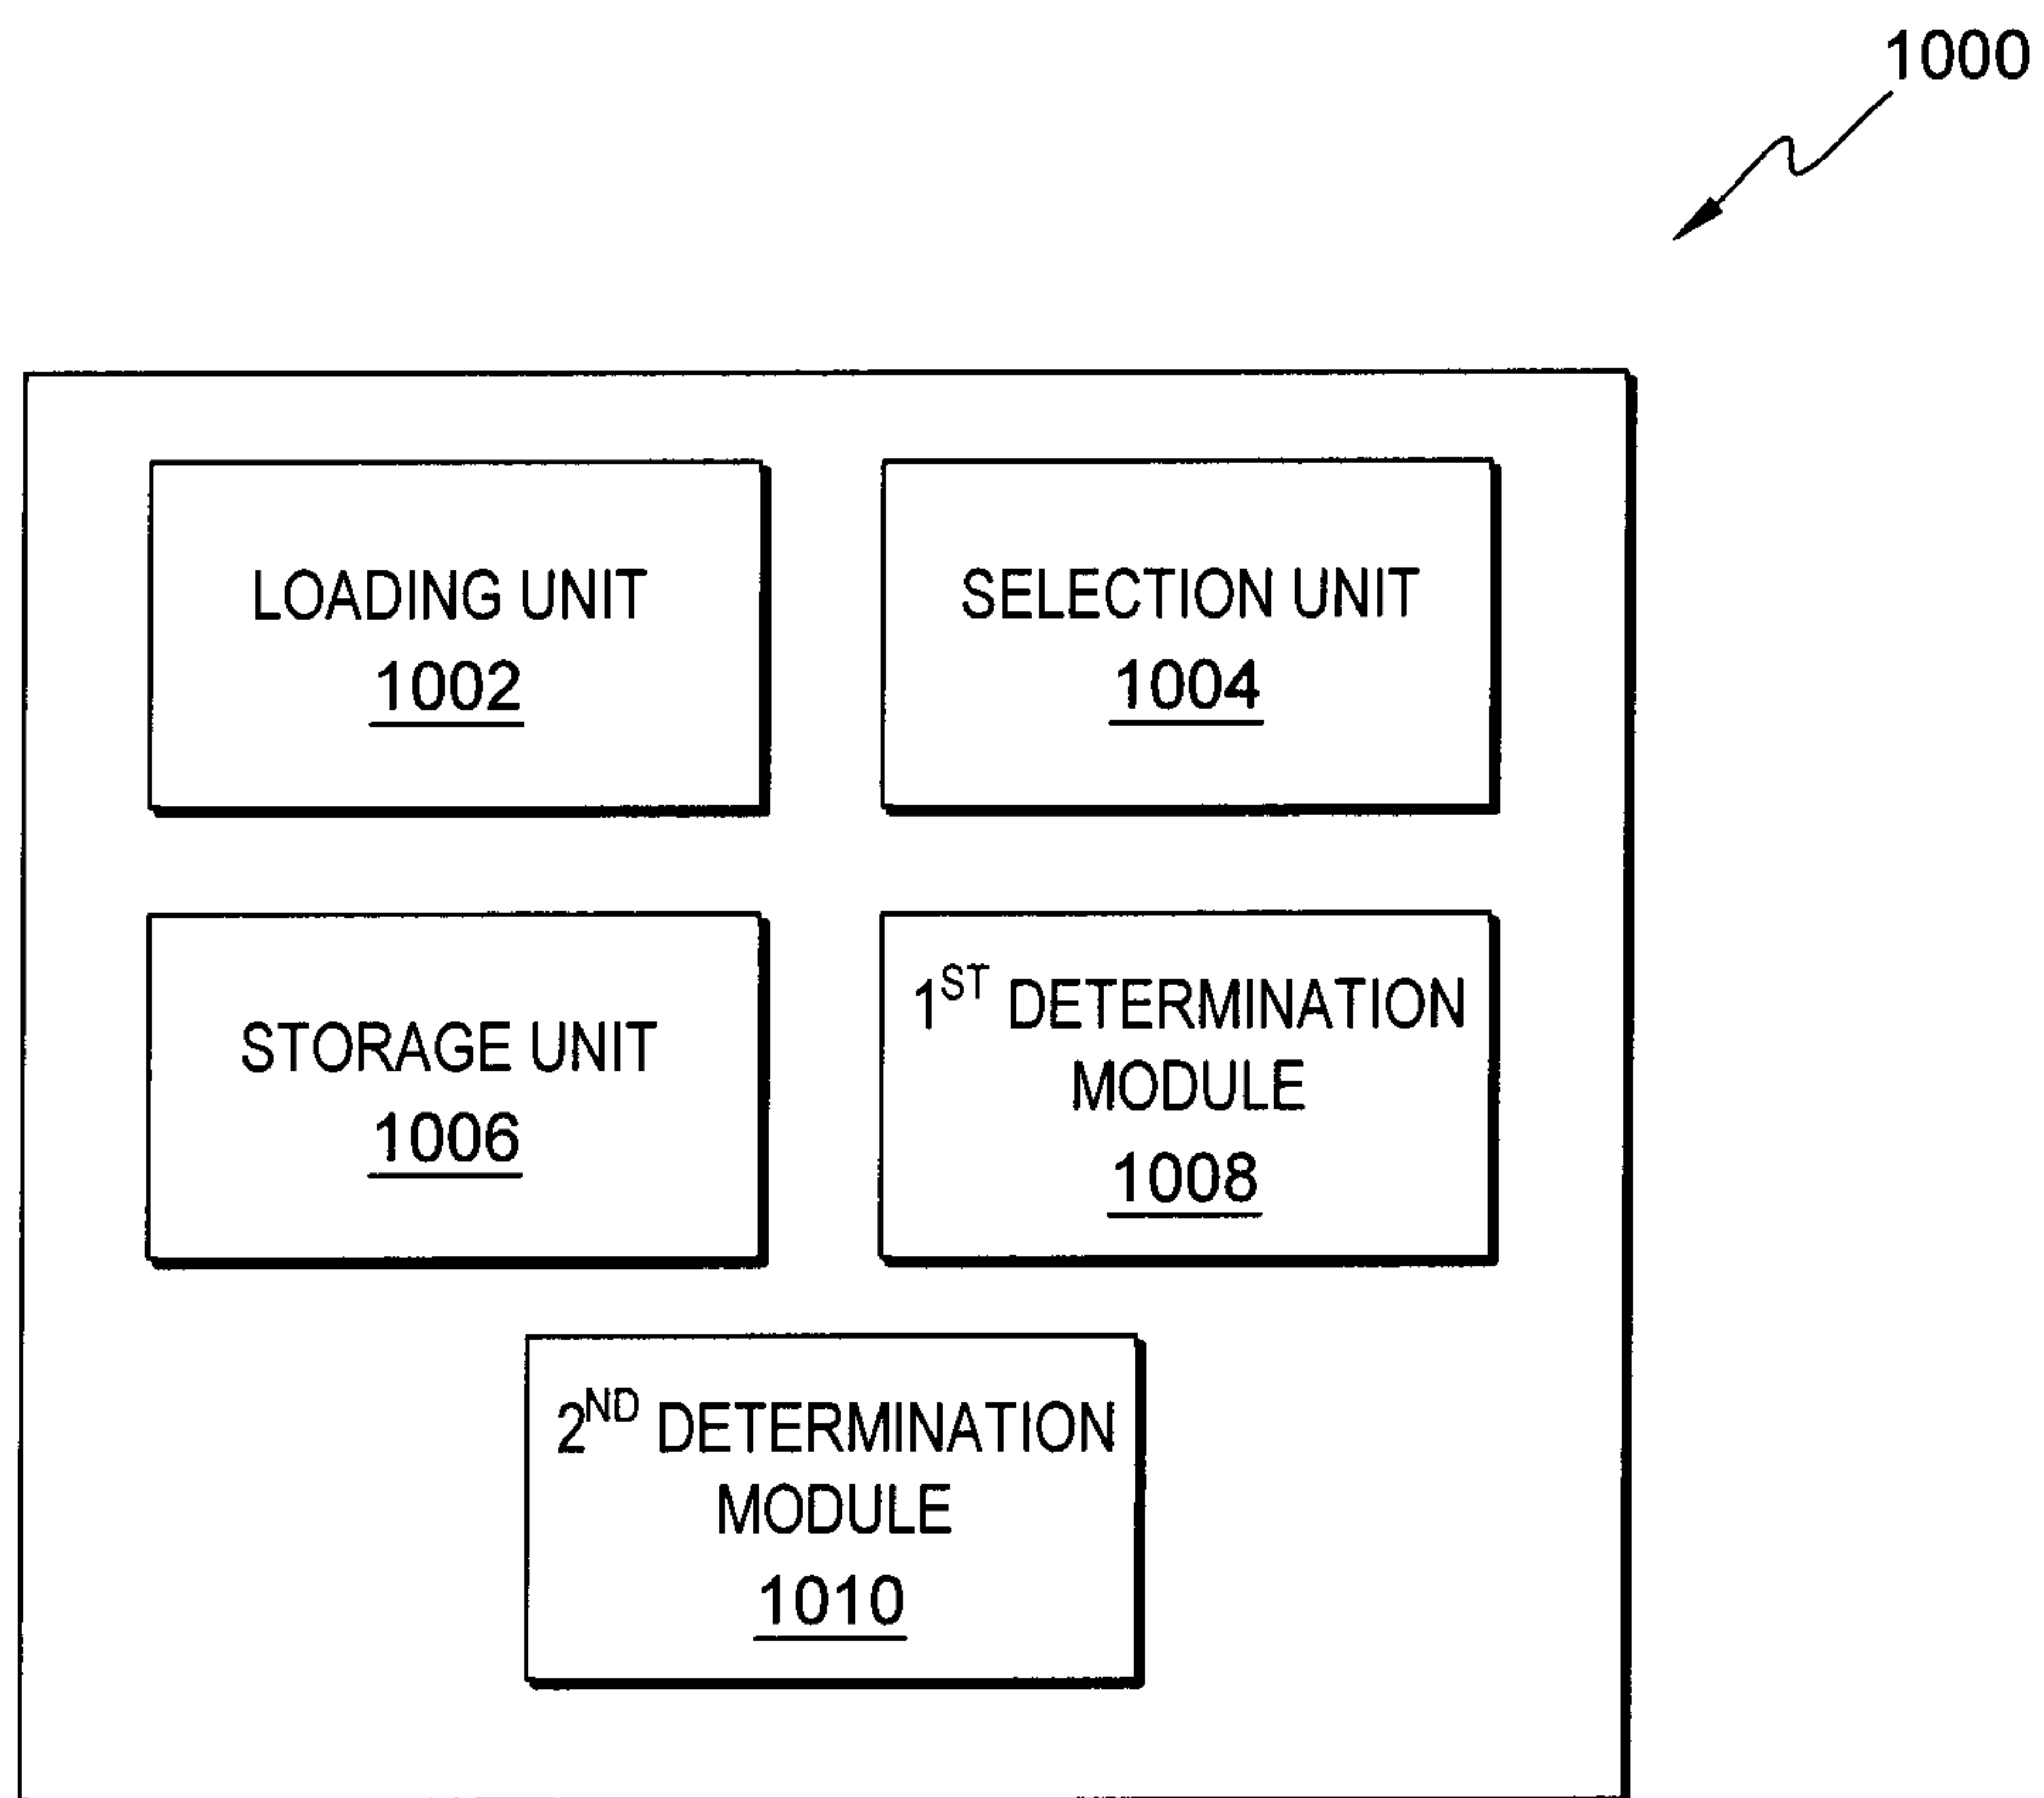 1000
LOADING UNIT
1002
SELECTION UNIT
1004
STORAGE UNIT
1006
1ST DETERMINATION
MODULE
1008
2ND DETERMINATION
MODULE
1010